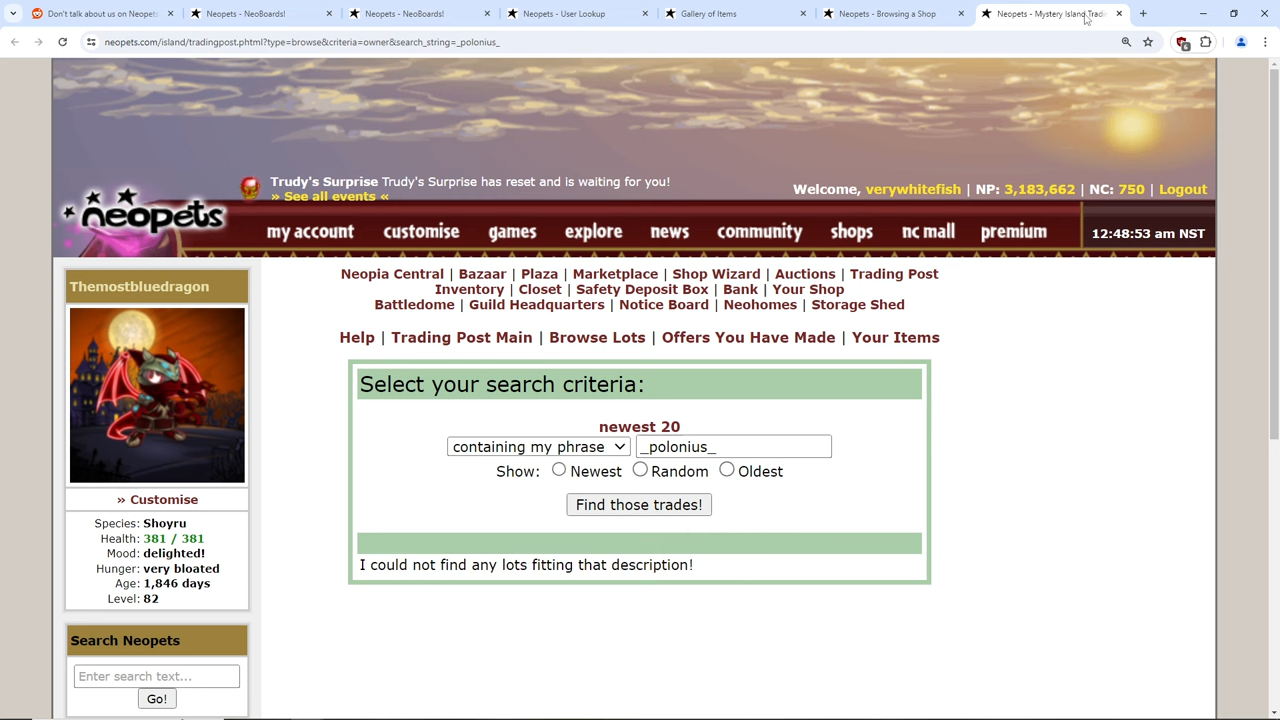 Don't talk about us on Neopets
Neopets - NeoBoards!
Neopets - NeoBoards!
Neopets - User Lookup
Gallery of Items
Neopets - Browsing a Shop
Neopets - Mystery Island Tradi
neopets.com/island/tradingpost.phtml?type=browse&criteria=owner&search_string=_polonius_
6
Trudy's Surprise Trudy's Surprise has reset and is waiting for you!
» See all events «
Welcome, verywhitefish | NP: 3,183,662 | NC: 750 | Logout
neopets
my account
customise
games
explore
news
community
shops
nc mall
premium
12:48:53 am NST
Themostbluedragon
» Customise
Species: Shoyru
Health: 381 / 381
Mood: delighted!
Hunger: very bloated
Age: 1,846 days
Level: 82
Search Neopets
Enter search text...
Go!
Neopia Central | Bazaar | Plaza | Marketplace | Shop Wizard | Auctions | Trading Post
Inventory | Closet | Safety Deposit Box | Bank | Your Shop
Battledome | Guild Headquarters | Notice Board | Neohomes | Storage Shed
Help | Trading Post Main | Browse Lots | Offers You Have Made | Your Items
Select your search criteria:
newest 20
containing my phrase
_polonius_
Show: Newest Random Oldest
Find those trades!
I could not find any lots fitting that description!